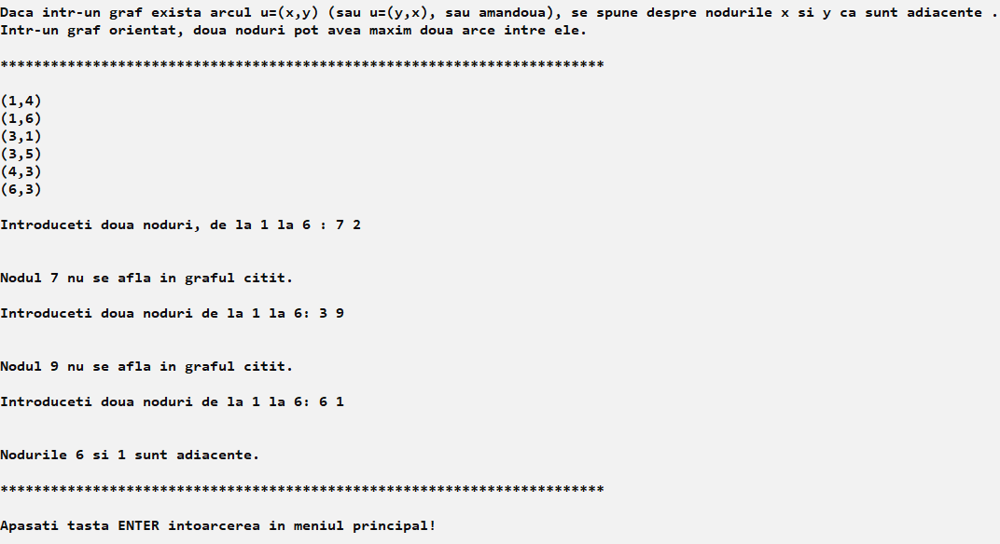 Daca intr-un graf exista arcul u=(x,y) (sau u=(y,x), sau amandoua), se spune despre nodurile x si y ca sunt adiacente .
Intr-un graf orientat, doua noduri pot avea maxim doua arce intre ele.
************************************************************************
(1,4)
(1,6)
(3,1)
(3,5)
(4,3)
(6,3)
Introduceti doua noduri, de la 1 la 6 : 7 2
Nodul 7 nu se afla in graful citit.
Introduceti doua noduri de la 1 la 6: 3 9
Nodul 9 nu se afla in graful citit.
Introduceti doua noduri de la 1 la 6: 6 1
Nodurile 6 si 1 sunt adiacente.
************************************************************************
Apasati tasta ENTER intoarcerea in meniul principal!